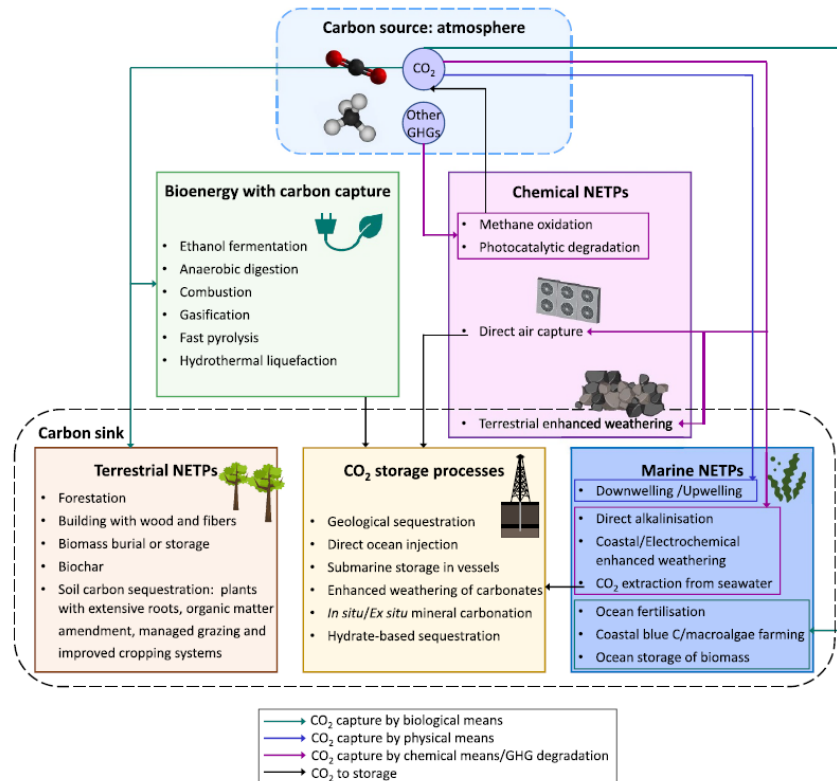 Carbon source: atmosphere
CO₂
Other
GHGs
Bioenergy with carbon capture
• Ethanol fermentation
• Anaerobic digestion
• Combustion
• Gasification
• Fast pyrolysis
• Hydrothermal liquefaction
Chemical NETPs
• Methane oxidation
• Photocatalytic degradation
• Direct air capture
• Terrestrial enhanced weathering
Carbon sink
Terrestrial NETPs
• Forestation
• Building with wood and fibers
• Biomass burial or storage
• Biochar
• Soil carbon sequestration: plants
with extensive roots, organic matter
amendment, managed grazing and
improved cropping systems
CO₂ storage processes
• Geological sequestration
• Direct ocean injection
• Submarine storage in vessels
• Enhanced weathering of carbonates
• In situ/Ex situ mineral carbonation
• Hydrate-based sequestration
Marine NETPs
• Downwelling /Upwelling
• Direct alkalinisation
• Coastal/Electrochemical
enhanced weathering
• CO₂ extraction from seawater
• Ocean fertilisation
• Coastal blue C/macroalgae farming
• Ocean storage of biomass
CO₂ capture by biological means
CO₂ capture by physical means
CO₂ capture by chemical means/GHG degradation
CO₂ to storage